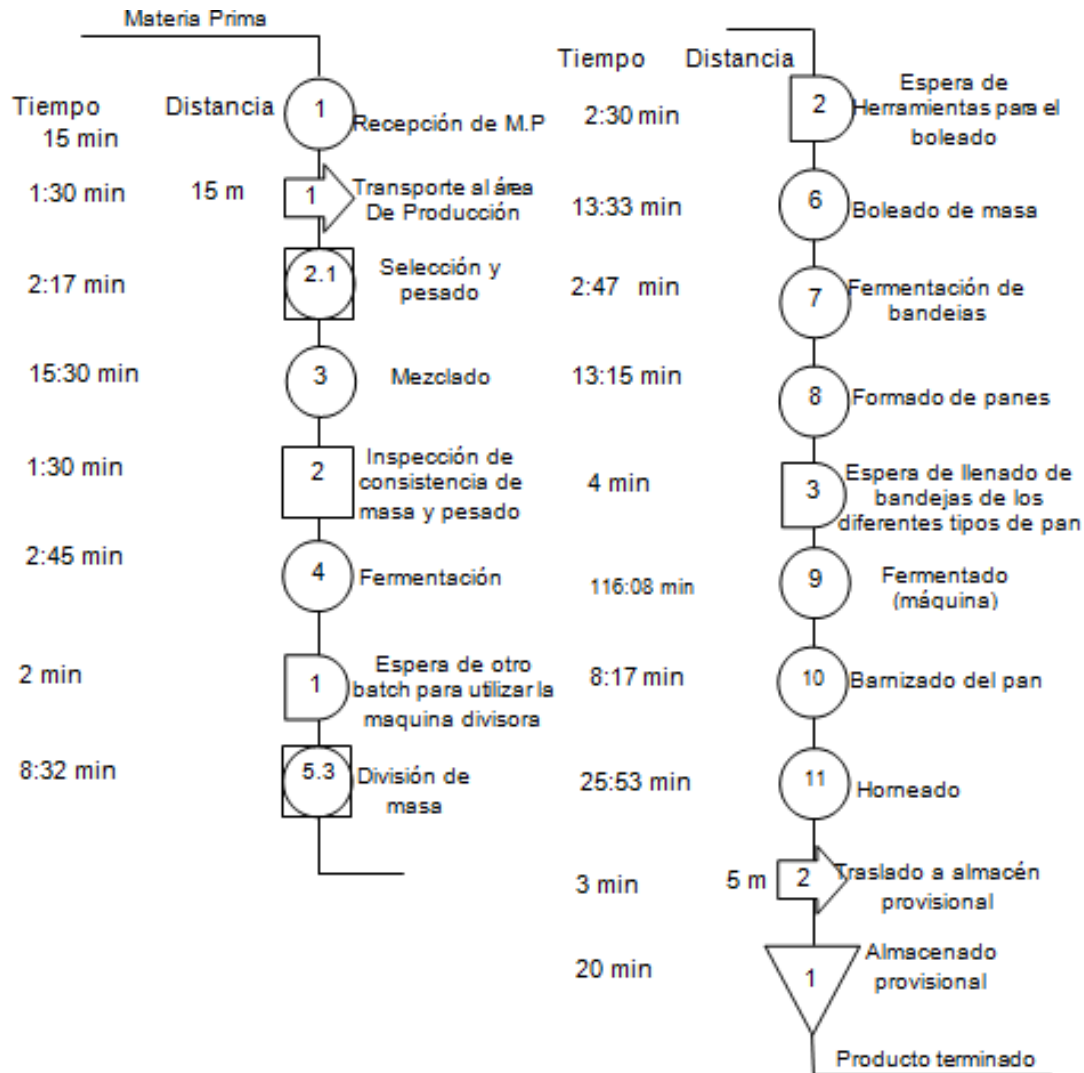 Materia Prima
Tiempo Distancia
15 min
1 Recepción de M.P
1:30 min 15 m 1 Transporte al área
De Producción
2:17 min 2.1 Selección y
pesado
15:30 min 3 Mezclado
1:30 min 2 Inspección de
consistencia de
masa y pesado
2:45 min 4 Fermentación
2 min 1 Espera de otro
batch para utilizar la
maquina divisora
8:32 min 5.3 División de
masa
Tiempo Distancia
2:30 min 2 Espera de
Herramientas para el
boleado
13:33 min 6 Boleado de masa
2:47 min 7 Fermentación de
bandejas
13:15 min 8 Formado de panes
4 min 3 Espera de llenado de
bandejas de los
diferentes tipos de pan
116:08 min 9 Fermentado
(máquina)
8:17 min 10 Barnizado del pan
25:53 min 11 Horneado
3 min 5 m 2 Traslado a almacén
provisional
20 min 1 Almacenado
provisional
Producto terminado